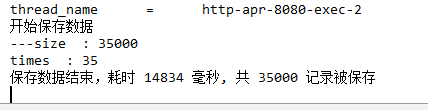 thread_name    =    http-apr-8080-exec-2
开始保存数据
---size  : 35000
times  : 35
保存数据结束，耗时 14834 毫秒, 共 35000 记录被保存